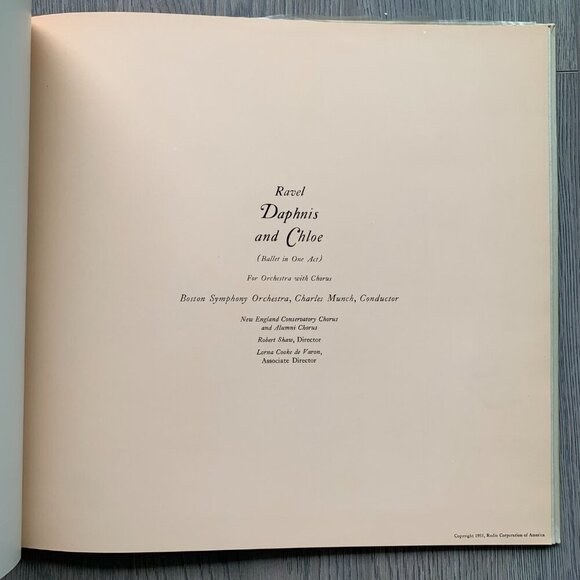 Ravel
Daphnis
and Chloe
(Ballet in One Act)
For Orchestra with Chorus
Boston Symphony Orchestra, Charles Munch, Conductor
New England Conservatory Chorus
and Alumni Chorus
Robert Shaw, Director
Lorna Cooke de Varon,
Associate Director
Copyright 1955, Radio Corporation of America